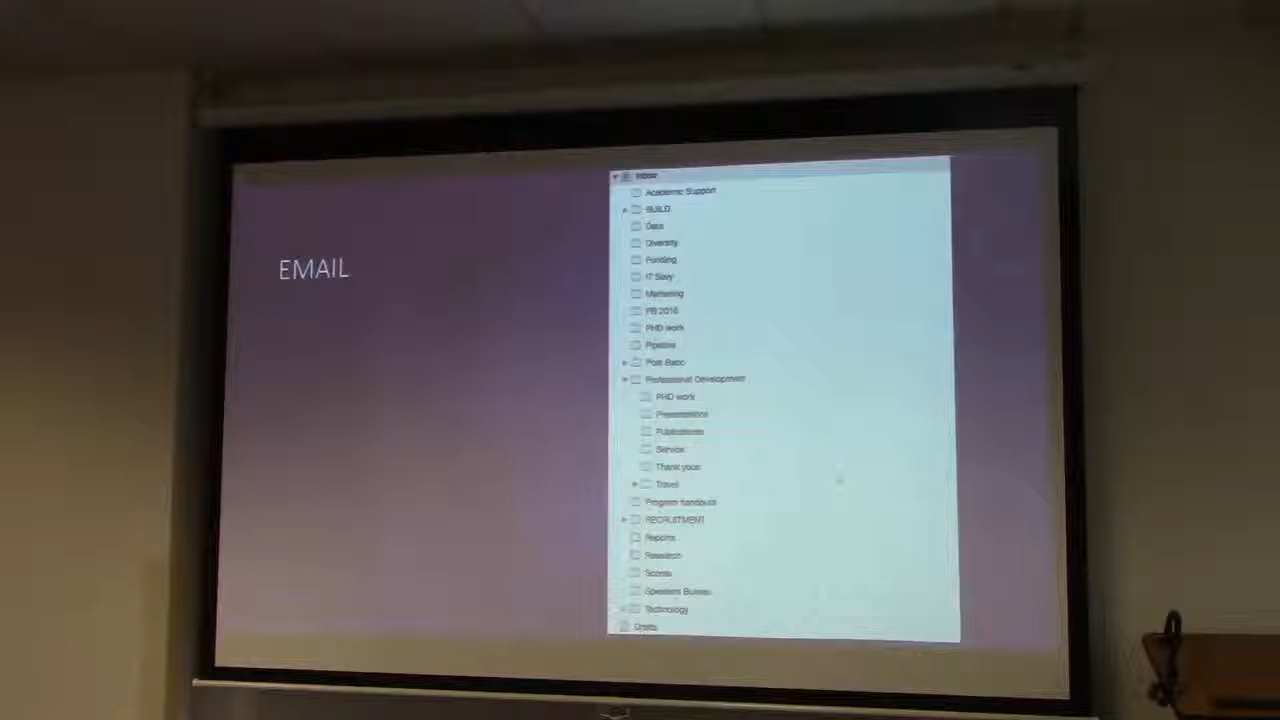 EMAIL
Inbox
Academic Support
BUILD
Data
Diversity
Funding
IT Savy
Marketing
PB 2016
PHD work
Pipeline
Post Bacc
Professional Development
PHD work
Presentations
Publications
Service
Thank yous
Travel
Program handouts
RECRUITMENT
Reports
Research
Scores
Speakers Bureau
Technology
Drafts